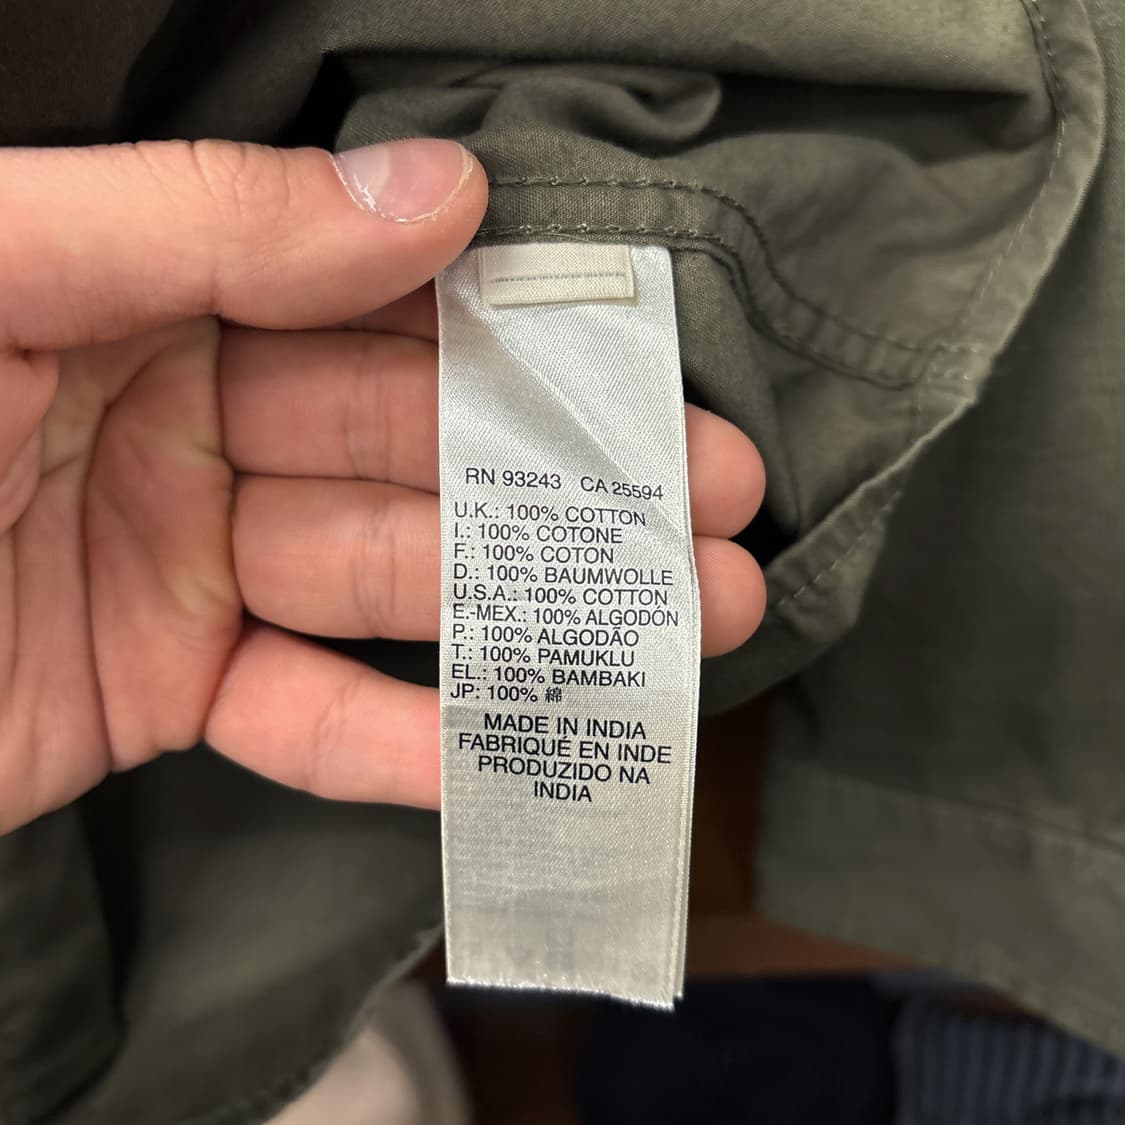 RN 93243 CA 25594
U.K.: 100% COTTON
I.: 100% COTONE
F.: 100% COTON
D.: 100% BAUMWOLLE
U.S.A.: 100% COTTON
E.-MEX.: 100% ALGODÓN
P.: 100% ALGODÃO
T.: 100% PAMUKLU
EL.: 100% BAMBAKI
JP: 100% 綿
MADE IN INDIA
FABRIQUÉ EN INDE
PRODUZIDO NA
INDIA